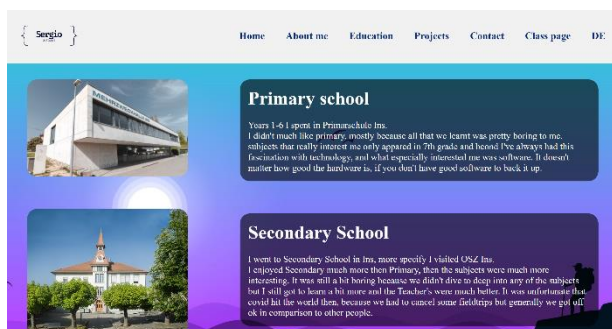 { Sergio }
Home About me Education Projects Contact Class page DE
MEHRZWECKHALLE
Primary school
Years 1-6 I spent in Primarschule Ins.
I didn't much like primary, mostly because all that we learnt was pretty boring to me.
subjects that really interest me only appared in 7th grade and beond I've always had this
fascination with technology, and what especially interested me was software. It doesn't
matter how good the hardware is, if you don't have good software to back it up.
Secondary School
I went to Secondary School in Ins, more specify I visited OSZ Ins.
I enjoyed Secondary much more then Primary, then the subjects were much more
interesting. It was still a bit boring because we didn't dive to deep into any of the subjects
but I still got to learn a bit more and the Teacher's were much better. It was unfortunate that
covid hit the world then, because we had to cancel some fieldtrips but generally we got off
ok in comparison to other people.